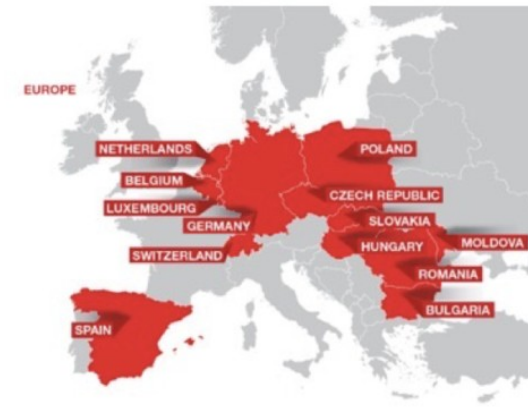 EUROPE
NETHERLANDS
POLAND
BELGIUM
CZECH REPUBLIC
LUXEMBOURG
SLOVAKIA
GERMANY
HUNGARY
MOLDOVA
SWITZERLAND
ROMANIA
BULGARIA
SPAIN